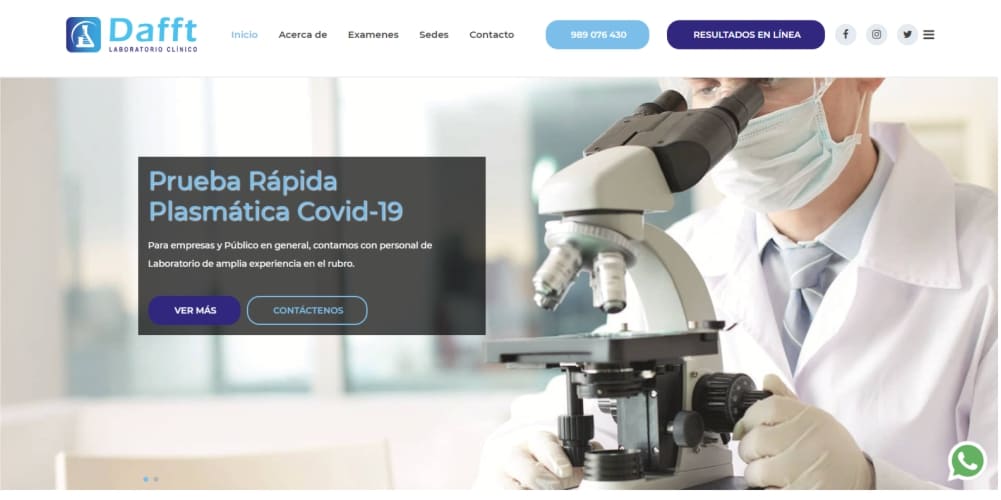 Dafft
LABORATORIO CLÍNICO
Inicio
Acerca de
Examenes
Sedes
Contacto
989 076 430
RESULTADOS EN LÍNEA
Prueba Rápida
Plasmática Covid-19
Para empresas y Público en general, contamos con personal de
Laboratorio de amplia experiencia en el rubro.
VER MÁS
CONTÁCTENOS